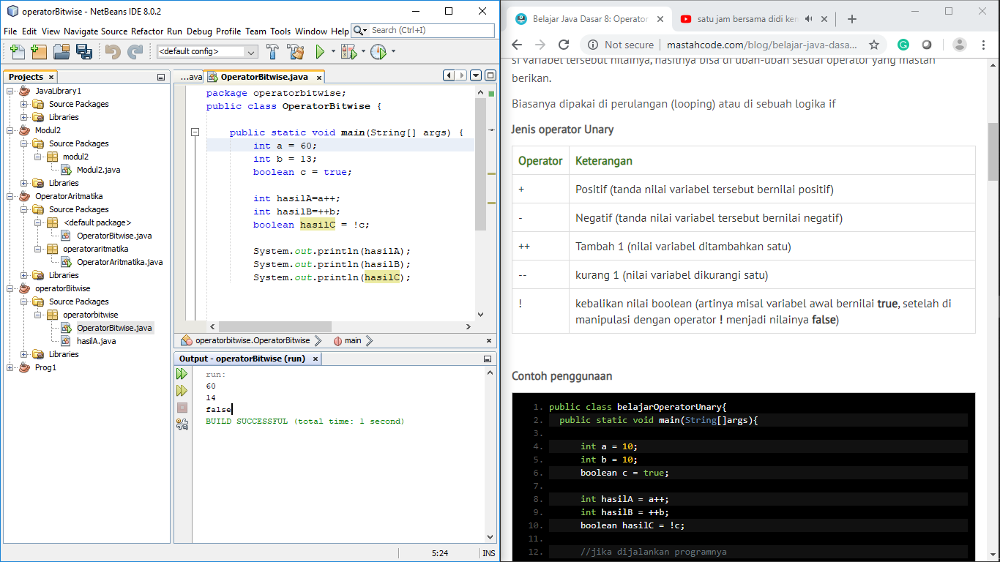 operatorBitwise - NetBeans IDE 8.0.2
File Edit View Navigate Source Refactor Run Debug Profile Team Tools Window Help
Search (Ctrl+I)
<default config>
Projects
JavaLibrary1
Source Packages
Libraries
Modul2
Source Packages
modul2
Modul2.java
Libraries
OperatorAritmatika
Source Packages
<default package>
OperatorBitwise.java
operatoraritmatika
OperatorAritmatika.java
Libraries
operatorBitwise
Source Packages
operatorbitwise
OperatorBitwise.java
hasilA.java
Libraries
Prog1
...ava
OperatorBitwise.java
package operatorbitwise;
public class OperatorBitwise {
public static void main(String[] args) {
int a = 60;
int b = 13;
boolean c = true;
int hasilA=a++;
int hasilB=++b;
boolean hasilC = !c;
System.out.println(hasilA);
System.out.println(hasilB);
System.out.println(hasilC);
operatorbitwise.OperatorBitwise
main
Output - operatorBitwise (run)
run:
60
14
false
BUILD SUCCESSFUL (total time: 1 second)
5:24
INS
Belajar Java Dasar 8: Operator
satu jam bersama didi ken
Not secure
mastahcode.com/blog/belajar-java-dasa...
si variabel tersebut nilainya, hasilnya bisa di ubah-ubah sesuai operator yang mastah
berikan.
Biasanya dipakai di perulangan (looping) atau di sebuah logika if
Jenis operator Unary
Operator Keterangan
+ Positif (tanda nilai variabel tersebut bernilai positif)
- Negatif (tanda nilai variabel tersebut bernilai negatif)
++ Tambah 1 (nilai variabel ditambahkan satu)
-- kurang 1 (nilai variabel dikurangi satu)
! kebalikan nilai boolean (artinya misal variabel awal bernilai true, setelah di
manipulasi dengan operator ! menjadi nilainya false)
Contoh penggunaan
1. public class belajarOperatorUnary{
2. public static void main(String[]args){
3.
4. int a = 10;
5. int b = 10;
6. boolean c = true;
7.
8. int hasilA = a++;
9. int hasilB = ++b;
10. boolean hasilC = !c;
11.
12. //jika dijalankan programnya